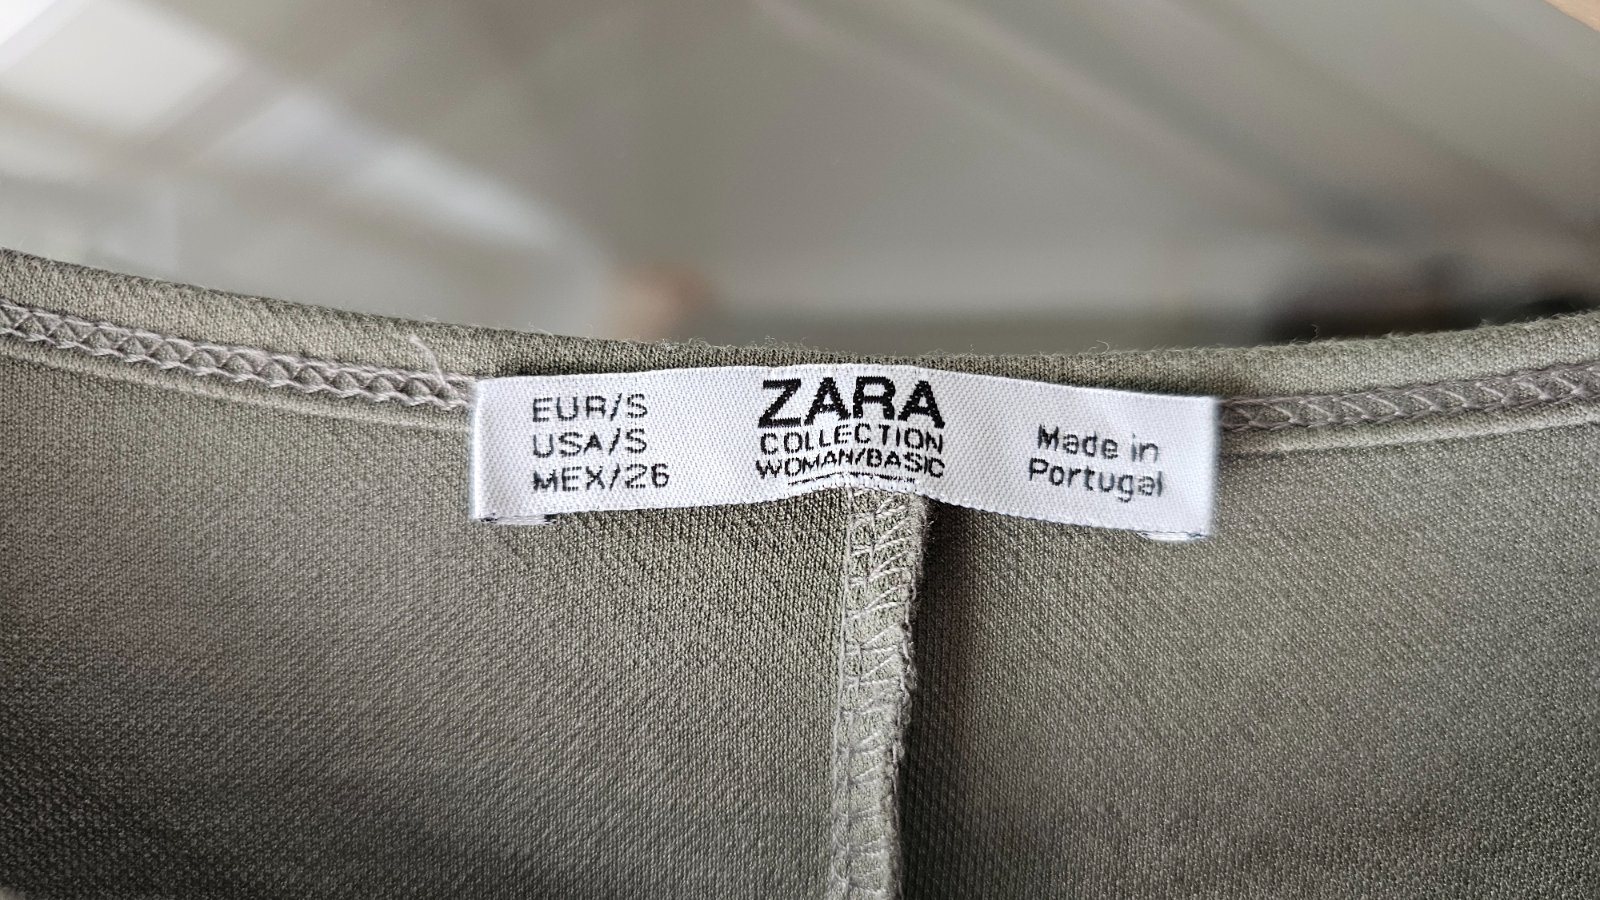 EUR/S
USA/S
MEX/26
ZARA
COLLECTION
WOMAN/BASIC
Made in
Portugal